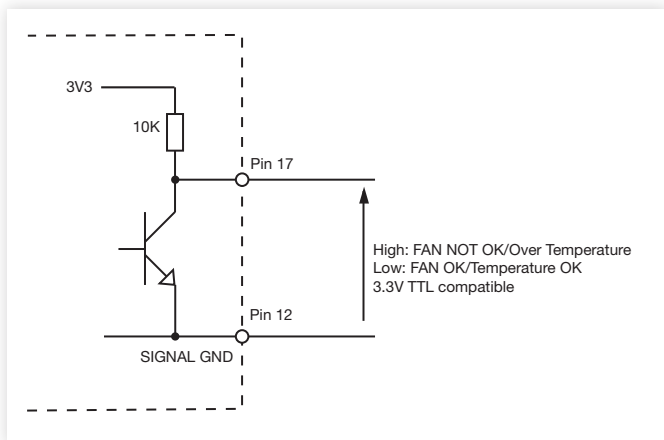 3V3
10K
Pin 17
High: FAN NOT OK/Over Temperature
Low: FAN OK/Temperature OK
3.3V TTL compatible
Pin 12
SIGNAL GND